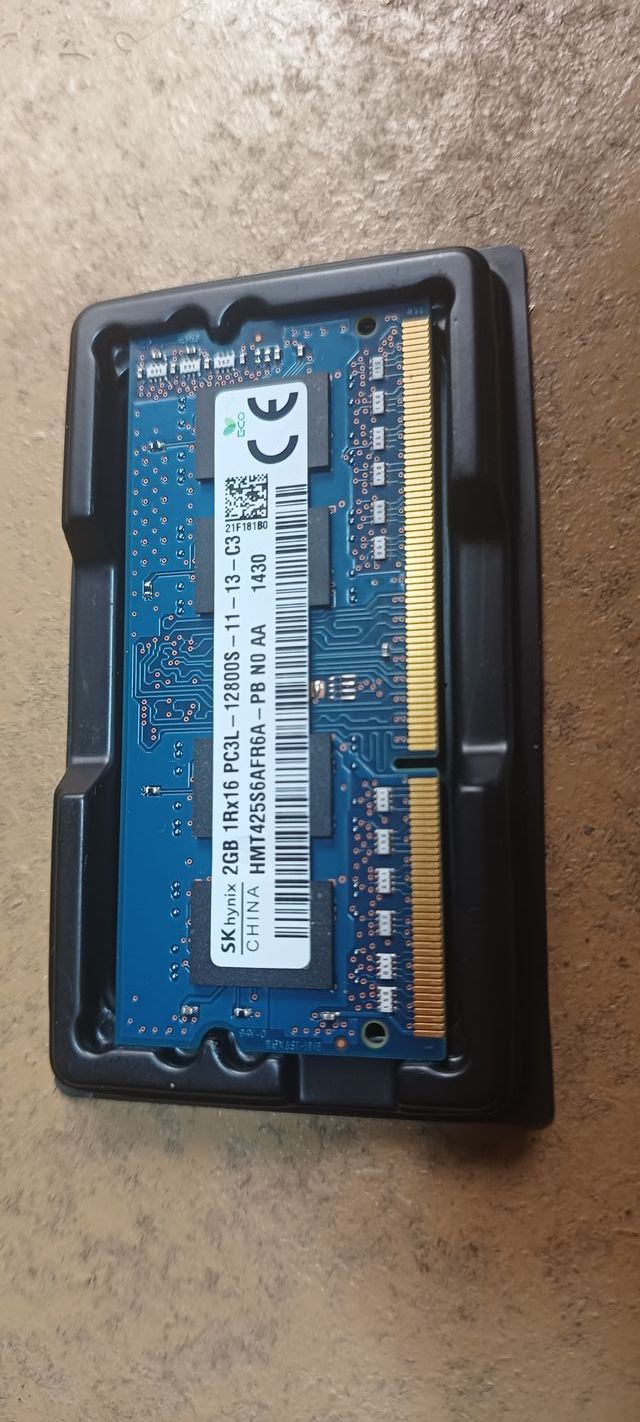 SK hynix 2GB 1Rx16 PC3L-12800S-11-13-C3
CHINA HMT425S6AFR6A-PB N0 AA 1430
21F181B0
ECO
CE